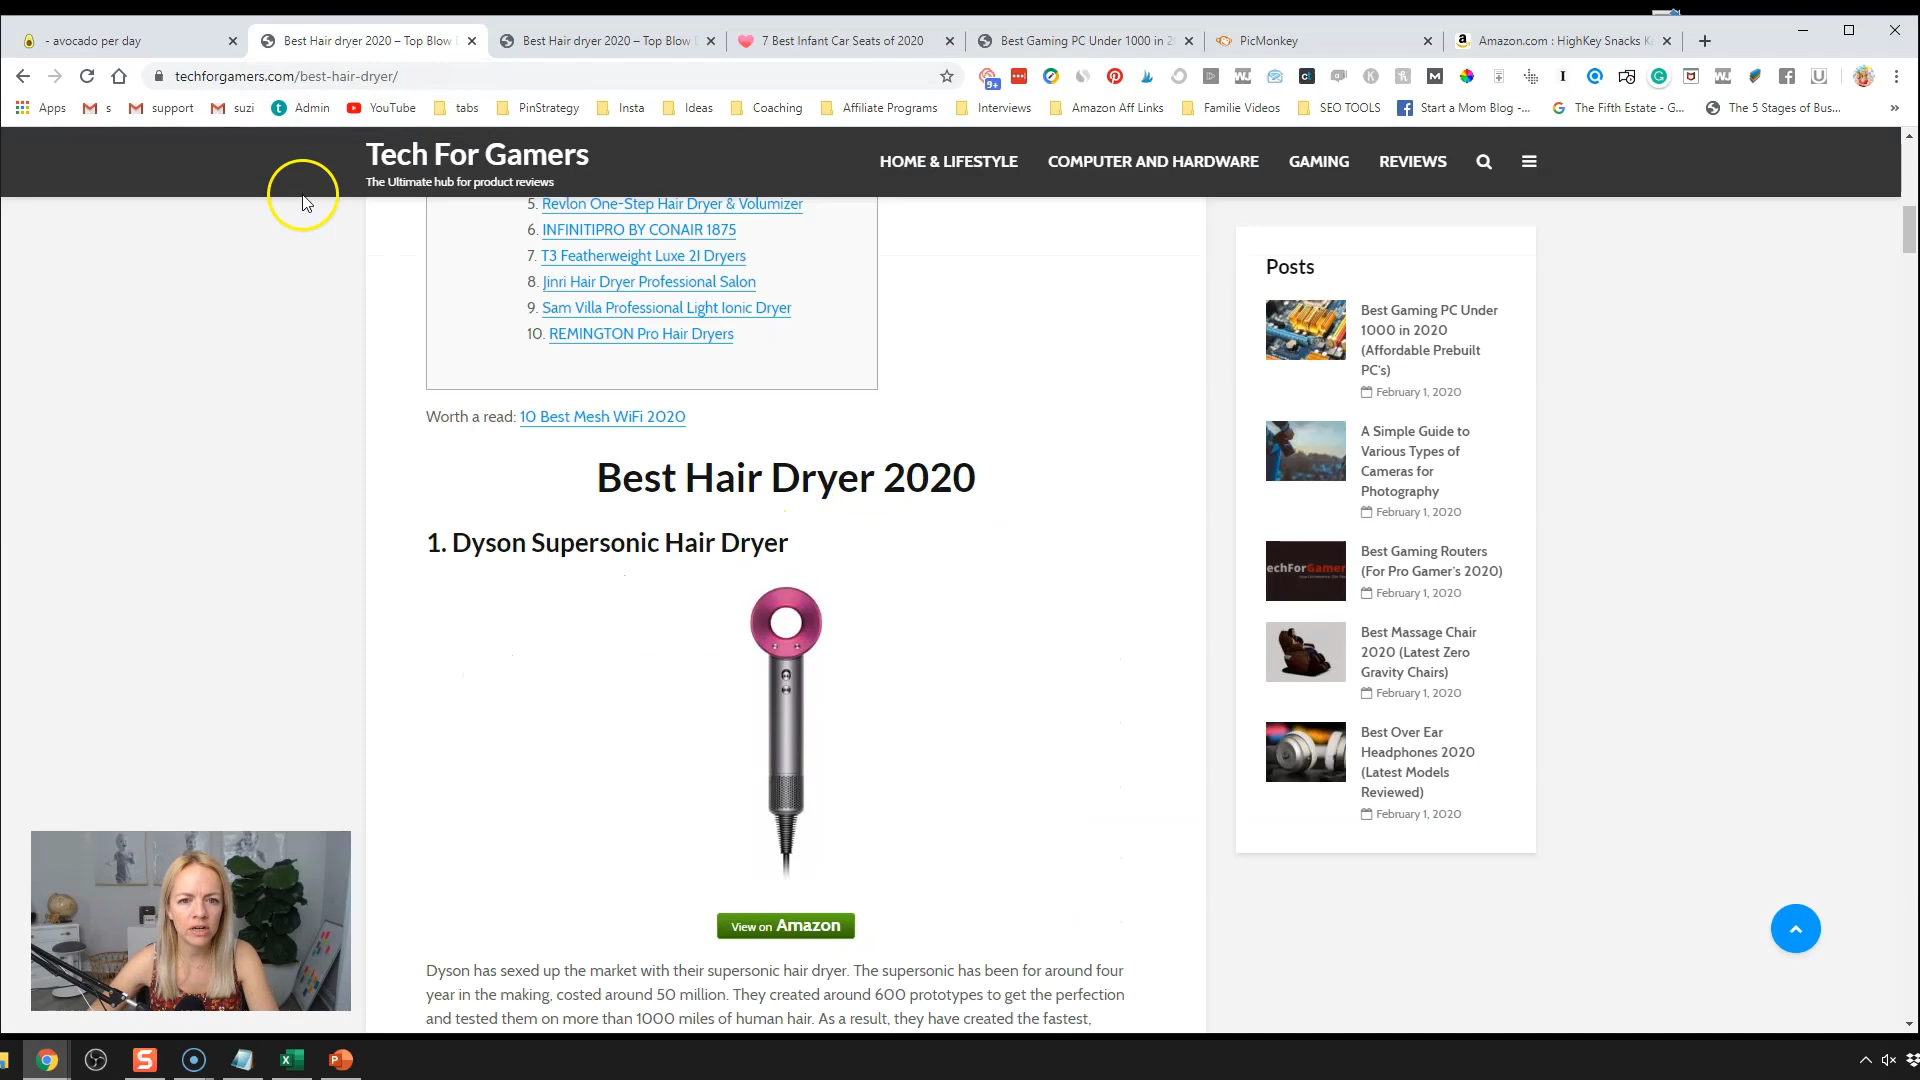 - avocado per day
Best Hair dryer 2020 – Top Blow
Best Hair dryer 2020 – Top Blow
7 Best Infant Car Seats of 2020
Best Gaming PC Under 1000 in 2
PicMonkey
Amazon.com : HighKey Snacks K
techforgamers.com/best-hair-dryer/
Apps
s
support
suzi
Admin
YouTube
tabs
PinStrategy
Insta
Ideas
Coaching
Affiliate Programs
Interviews
Amazon Aff Links
Familie Videos
SEO TOOLS
Start a Mom Blog -...
The Fifth Estate - G...
The 5 Stages of Bus...
Tech For Gamers
The Ultimate hub for product reviews
HOME & LIFESTYLE COMPUTER AND HARDWARE GAMING REVIEWS
5. Revlon One-Step Hair Dryer & Volumizer
6. INFINITIPRO BY CONAIR 1875
7. T3 Featherweight Luxe 2I Dryers
8. Jinri Hair Dryer Professional Salon
9. Sam Villa Professional Light Ionic Dryer
10. REMINGTON Pro Hair Dryers
Worth a read: 10 Best Mesh WiFi 2020
Best Hair Dryer 2020
1. Dyson Supersonic Hair Dryer
View on Amazon
Dyson has sexed up the market with their supersonic hair dryer. The supersonic has been for around four
year in the making, costed around 50 million. They created around 600 prototypes to get the perfection
and tested them on more than 1000 miles of human hair. As a result, they have created the fastest,
Posts
Best Gaming PC Under
1000 in 2020
(Affordable Prebuilt
PC's)
February 1, 2020
A Simple Guide to
Various Types of
Cameras for
Photography
February 1, 2020
Best Gaming Routers
(For Pro Gamer's 2020)
February 1, 2020
Best Massage Chair
2020 (Latest Zero
Gravity Chairs)
February 1, 2020
Best Over Ear
Headphones 2020
(Latest Models
Reviewed)
February 1, 2020